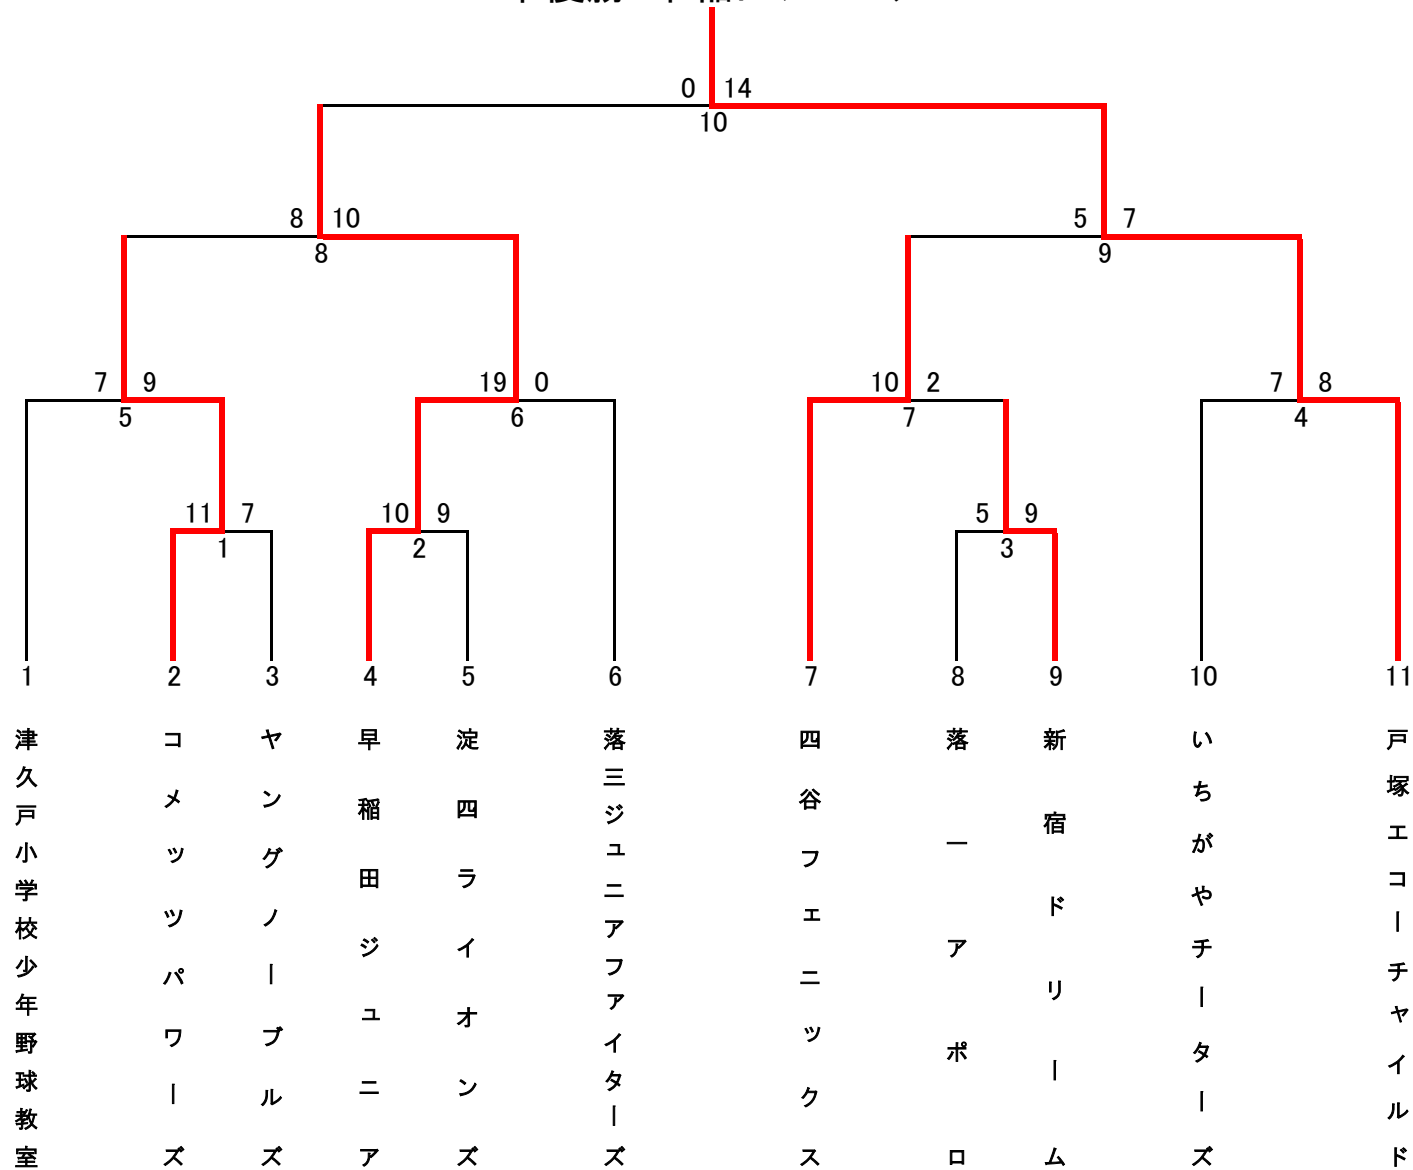 0 14
10
8 10
8
5 7
9
7 9
5
19 0
6
10 2
7
7 8
4
11 7
1
10 9
2
5 9
3
1 2 3 4 5 6 7 8 9 10 11
津久戸小学校少年野球教室
コメッツパワーズ
ヤングノーブルズ
早稲田ジュニア
淀四ライオンズ
落三ジュニアファイターズ
四谷フェニックス
落一アポロ
新宿ドリーム
いちがやチーターズ
戸塚エコーチャイルド